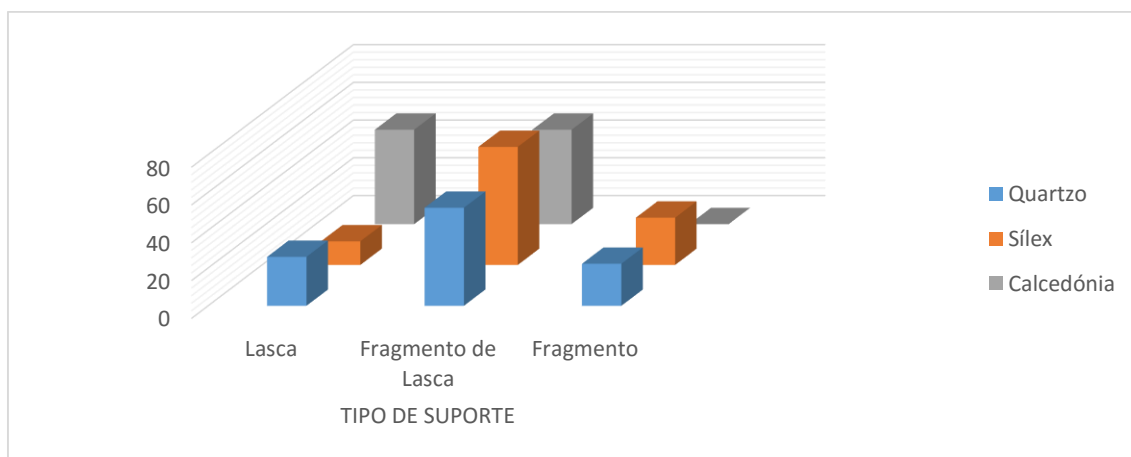 80
60
40
20
0
Lasca
Fragmento de
Lasca
Fragmento
TIPO DE SUPORTE
Quartzo
Sílex
Calcedónia